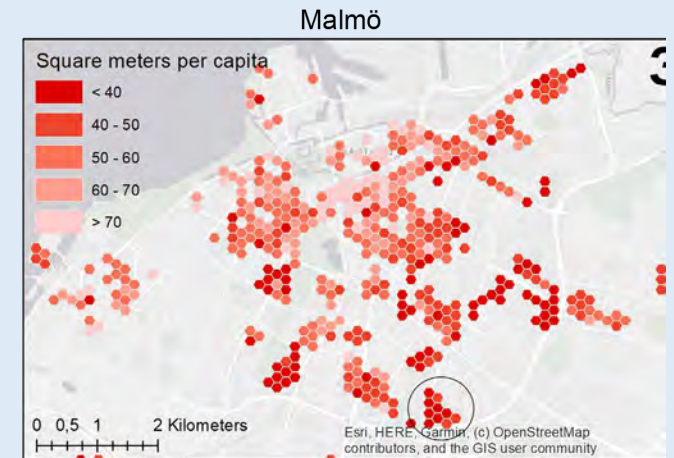 Malmö
Square meters per capita
3
< 40
40 - 50
50 - 60
60 - 70
> 70
0 0,5 1 2 Kilometers
Esri, HERE, Garmin, (c) OpenStreetMap
contributors, and the GIS user community